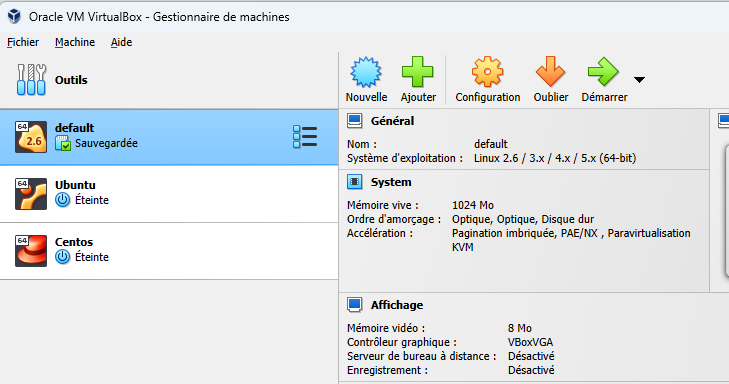 Oracle VM VirtualBox - Gestionnaire de machines
Fichier Machine Aide
Outils
64
2.6
default
Sauvegardée
64
Ubuntu
Éteinte
64
Centos
Éteinte
Nouvelle Ajouter Configuration Oublier Démarrer
Général
Nom : default
Système d'exploitation : Linux 2.6 / 3.x / 4.x / 5.x (64-bit)
System
Mémoire vive : 1024 Mo
Ordre d'amorçage : Optique, Optique, Disque dur
Accélération : Pagination imbriquée, PAE/NX , Paravirtualisation
KVM
Affichage
Mémoire vidéo : 8 Mo
Contrôleur graphique : VBoxVGA
Serveur de bureau à distance : Désactivé
Enregistrement : Désactivé